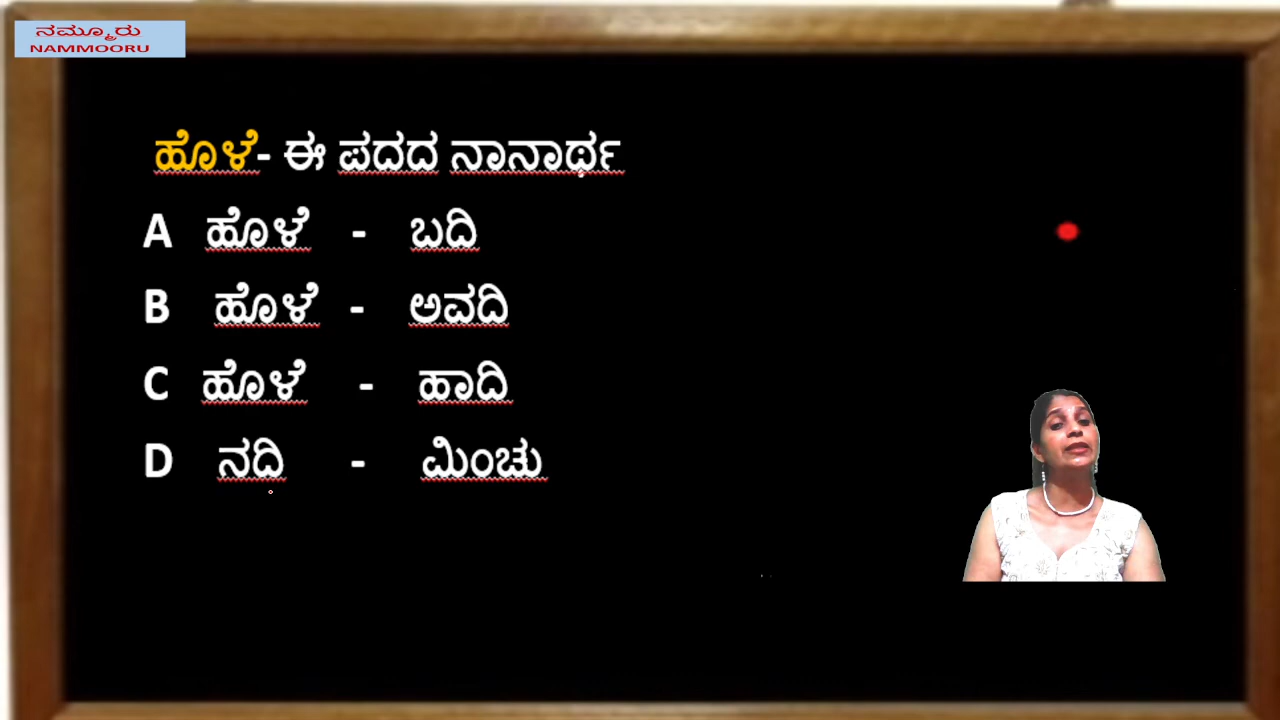 ನಮ್ಮೂರು
NAMMOORU
ಹೊಳೆ- ಈ ಪದದ ನಾನಾರ್ಥ
A ಹೊಳೆ - ಬದಿ
B ಹೊಳೆ - ಅವದಿ
C ಹೊಳೆ - ಹಾದಿ
D ನದಿ - ಮಿಂಚು